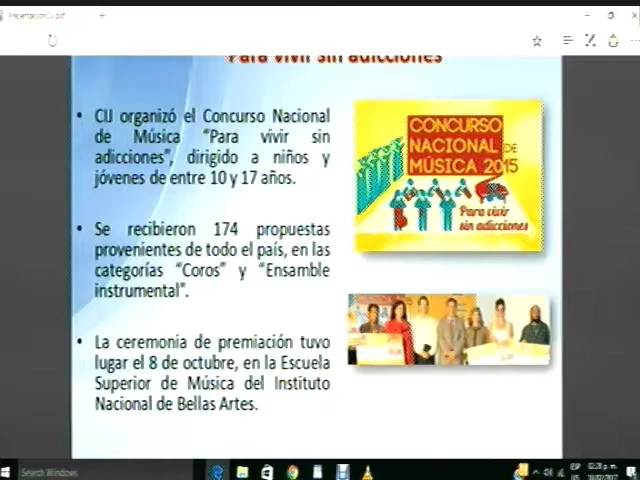 Para vivir sin adicciones
• CIJ organizó el Concurso Nacional
de Música "Para vivir sin
adicciones", dirigido a niños y
jóvenes de entre 10 y 17 años.
CONCURSO
NACIONAL DE
MÚSICA 2015
Para vivir
sin adicciones
• Se recibieron 174 propuestas
provenientes de todo el país, en las
categorías "Coros" y "Ensamble
instrumental".
• La ceremonia de premiación tuvo
lugar el 8 de octubre, en la Escuela
Superior de Música del Instituto
Nacional de Bellas Artes.
Search Windows
ESP
02:28 p.m.